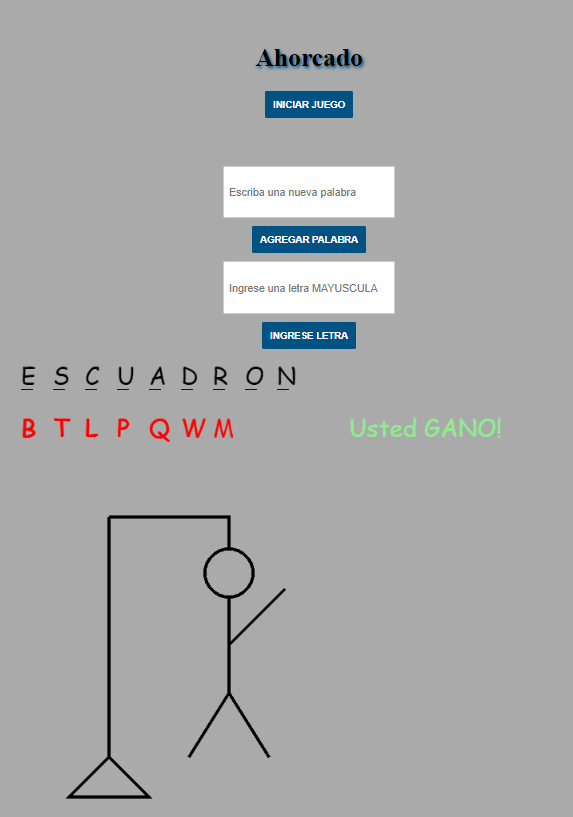 Ahorcado
INICIAR JUEGO
Escriba una nueva palabra
AGREGAR PALABRA
Ingrese una letra MAYUSCULA
INGRESE LETRA
E S C U A D R O N
B T L P Q W M Usted GANO!